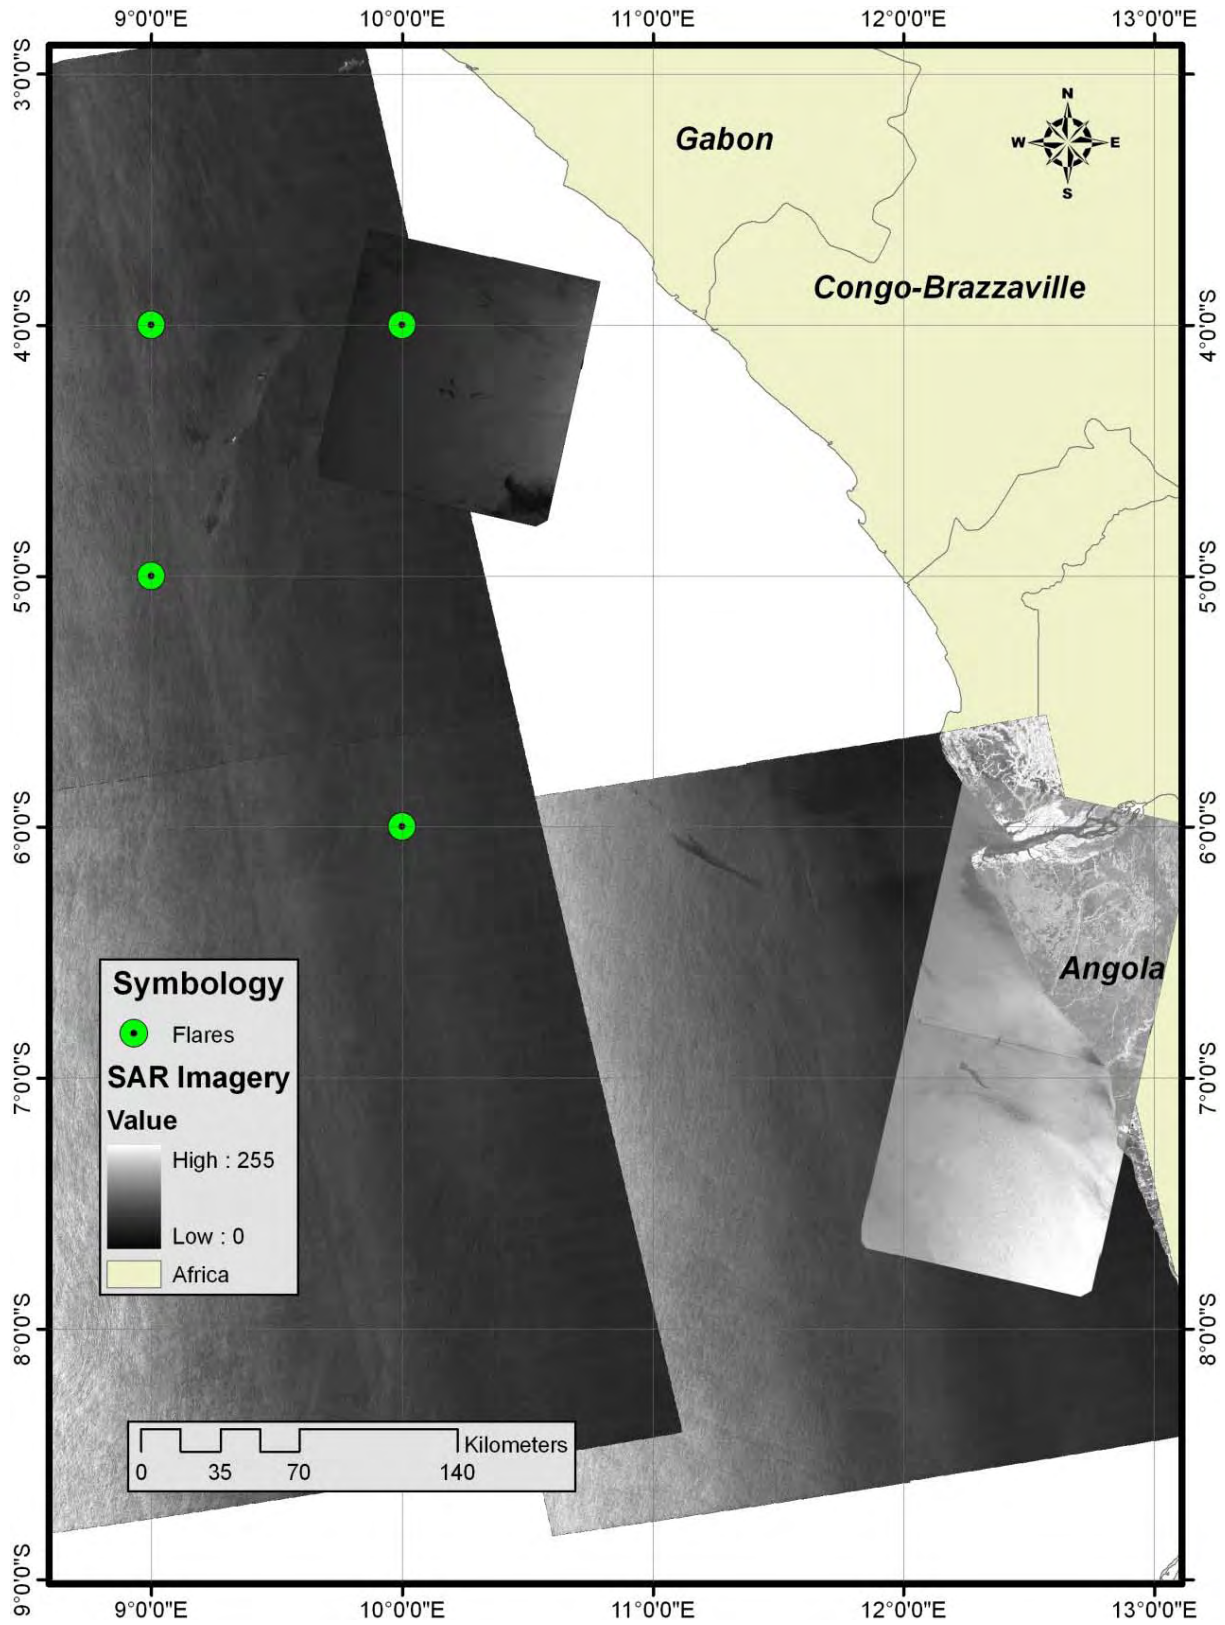 9°0'0"E 10°0'0"E 11°0'0"E 12°0'0"E 13°0'0"E
3°0'0"S
N
W E
S
Gabon
Congo-Brazzaville
4°0'0"S 4°0'0"S
5°0'0"S 5°0'0"S
6°0'0"S 6°0'0"S
Angola
Symbology
Flares
SAR Imagery
Value
High : 255
Low : 0
Africa
7°0'0"S 7°0'0"S
8°0'0"S 8°0'0"S
Kilometers
0 35 70 140
9°0'0"S
9°0'0"E 10°0'0"E 11°0'0"E 12°0'0"E 13°0'0"E